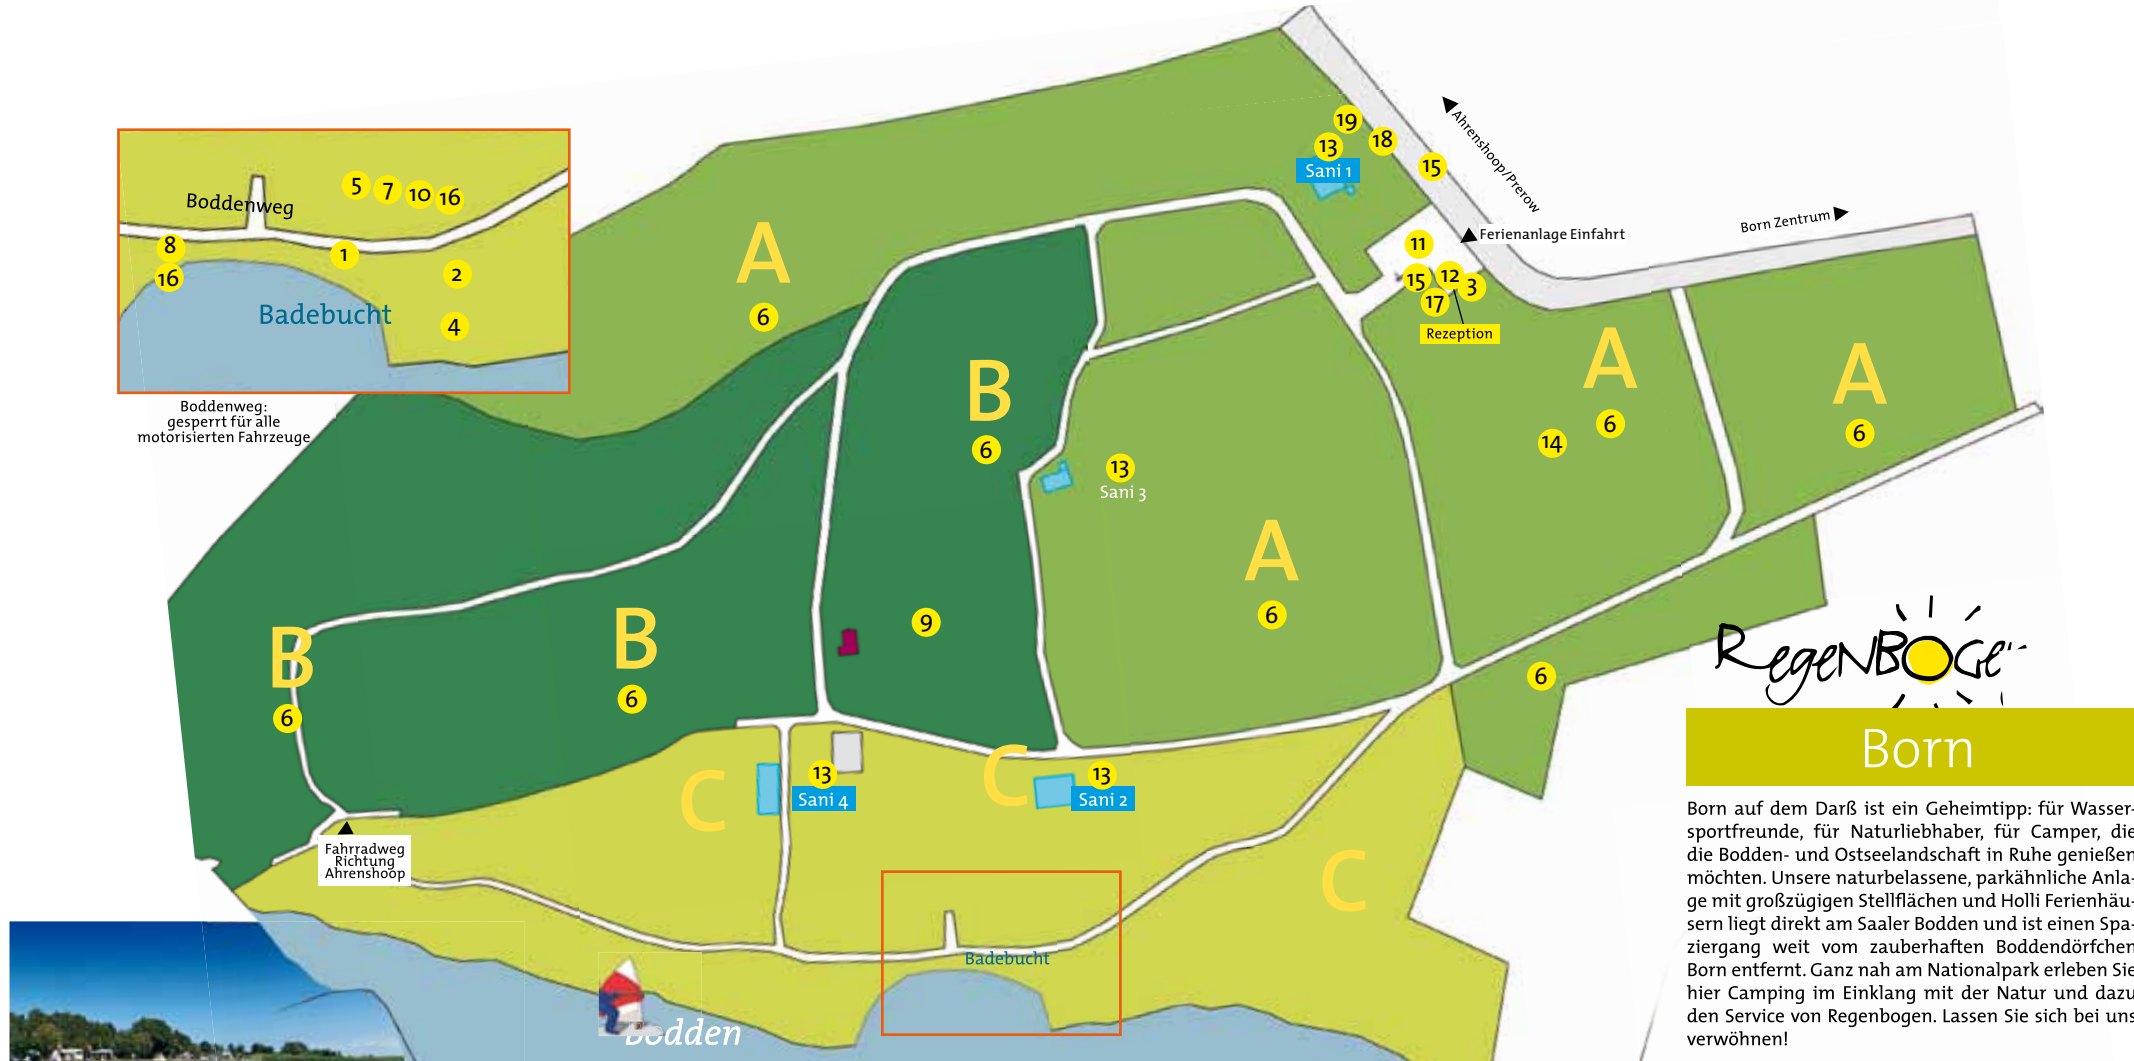 19
13
18
15
Sani 1
Ahrenshoop/Prerow
Born Zentrum
Ferienanlage Einfahrt
11
15
12
3
17
Rezeption
5
7
10
16
Boddenweg
8
1
16
2
Badebucht
4
Boddenweg:
gesperrt für alle
motorisierten Fahrzeuge
A
6
B
6
A
6
14
A
6
13
Sani 3
A
6
B
6
B
6
9
6
C
13
Sani 4
C
13
Sani 2
C
Fahrradweg
Richtung
Ahrenshoop
Badebucht
Bodden
REGENBOGE
Born
Born auf dem Darß ist ein Geheimtipp: für Wasser-
sportfreunde, für Naturliebhaber, für Camper, die
die Bodden- und Ostseelandschaft in Ruhe genießen
möchten. Unsere naturbelassene, parkähnliche Anla-
ge mit großzügigen Stellflächen und Holli Ferienhäu-
sern liegt direkt am Saaler Bodden und ist einen Spa-
ziergang weit vom zauberhaften Boddendörfchen
Born entfernt. Ganz nah am Nationalpark erleben Sie
hier Camping im Einklang mit der Natur und dazu
den Service von Regenbogen. Lassen Sie sich bei uns
verwöhnen!